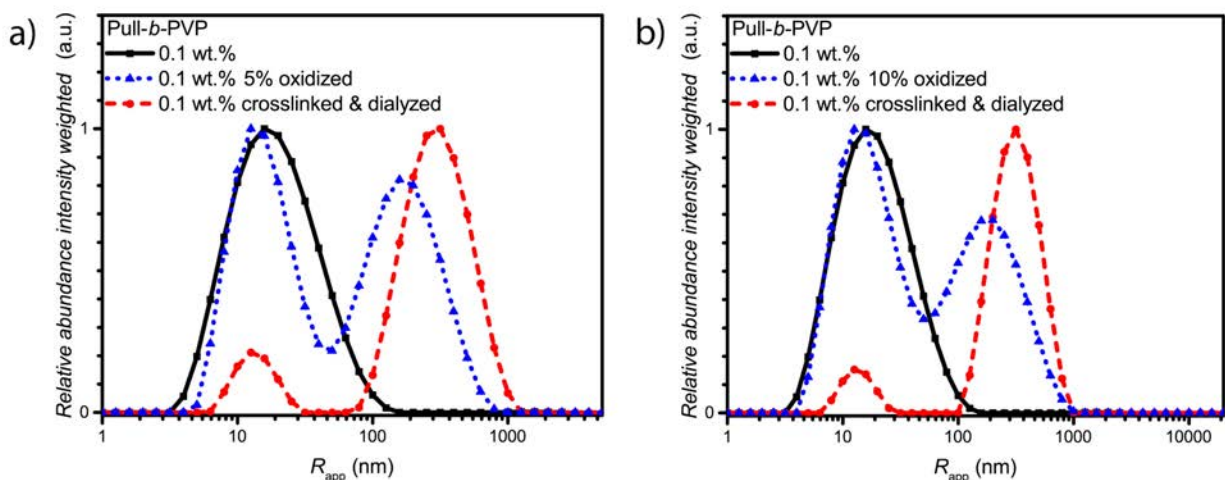 a)
Pull-b-PVP
0.1 wt.%
0.1 wt.% 5% oxidized
0.1 wt.% crosslinked & dialyzed
Relative abundance intensity weighted (a.u.)
1
0
1 10 100 1000
Rapp (nm)
b)
Pull-b-PVP
0.1 wt.%
0.1 wt.% 10% oxidized
0.1 wt.% crosslinked & dialyzed
Relative abundance intensity weighted (a.u.)
1
0
1 10 100 1000 10000
Rapp (nm)